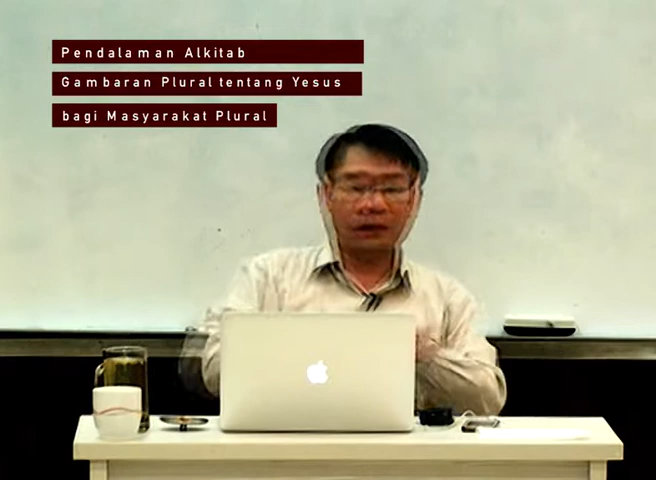 Pendalaman Alkitab
Gambaran Plural tentang Yesus
bagi Masyarakat Plural